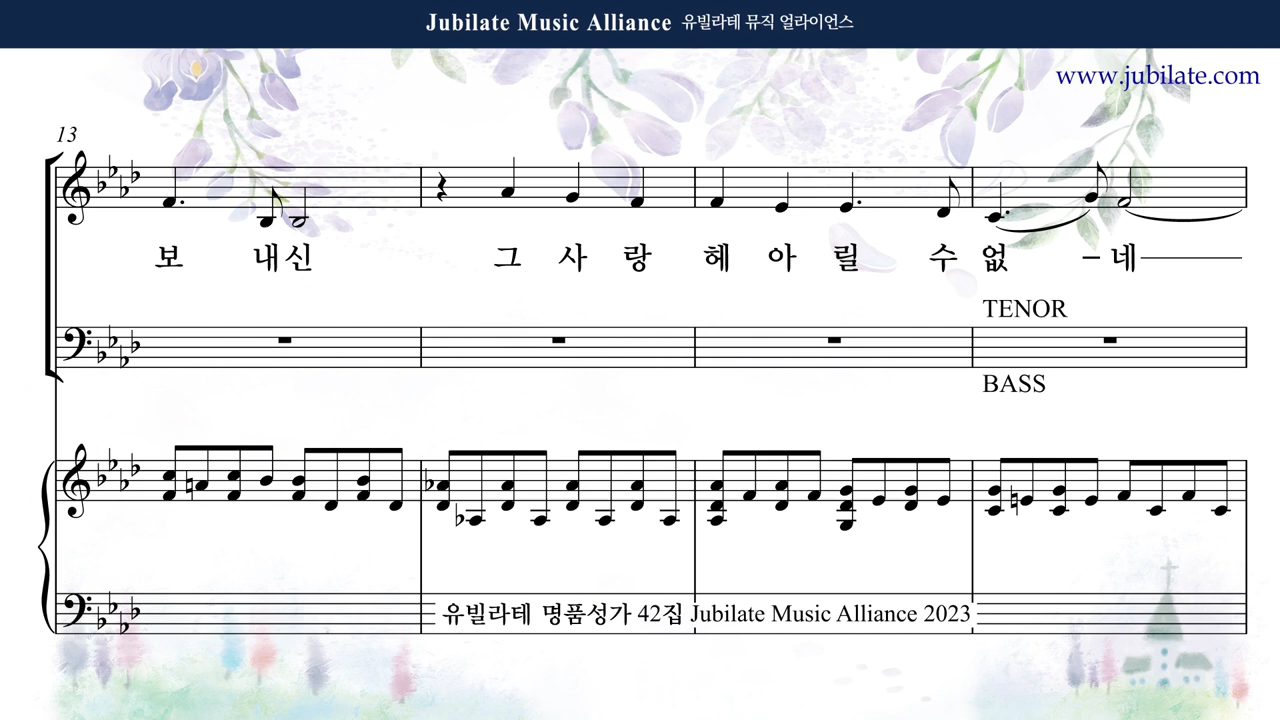 Jubilate Music Alliance 유빌라테 뮤직 얼라이언스
www.jubilate.com
13
보 내신 그 사 랑 헤 아 릴 수 없 - 네
TENOR
BASS
유빌라테 명품성가 42집 Jubilate Music Alliance 2023